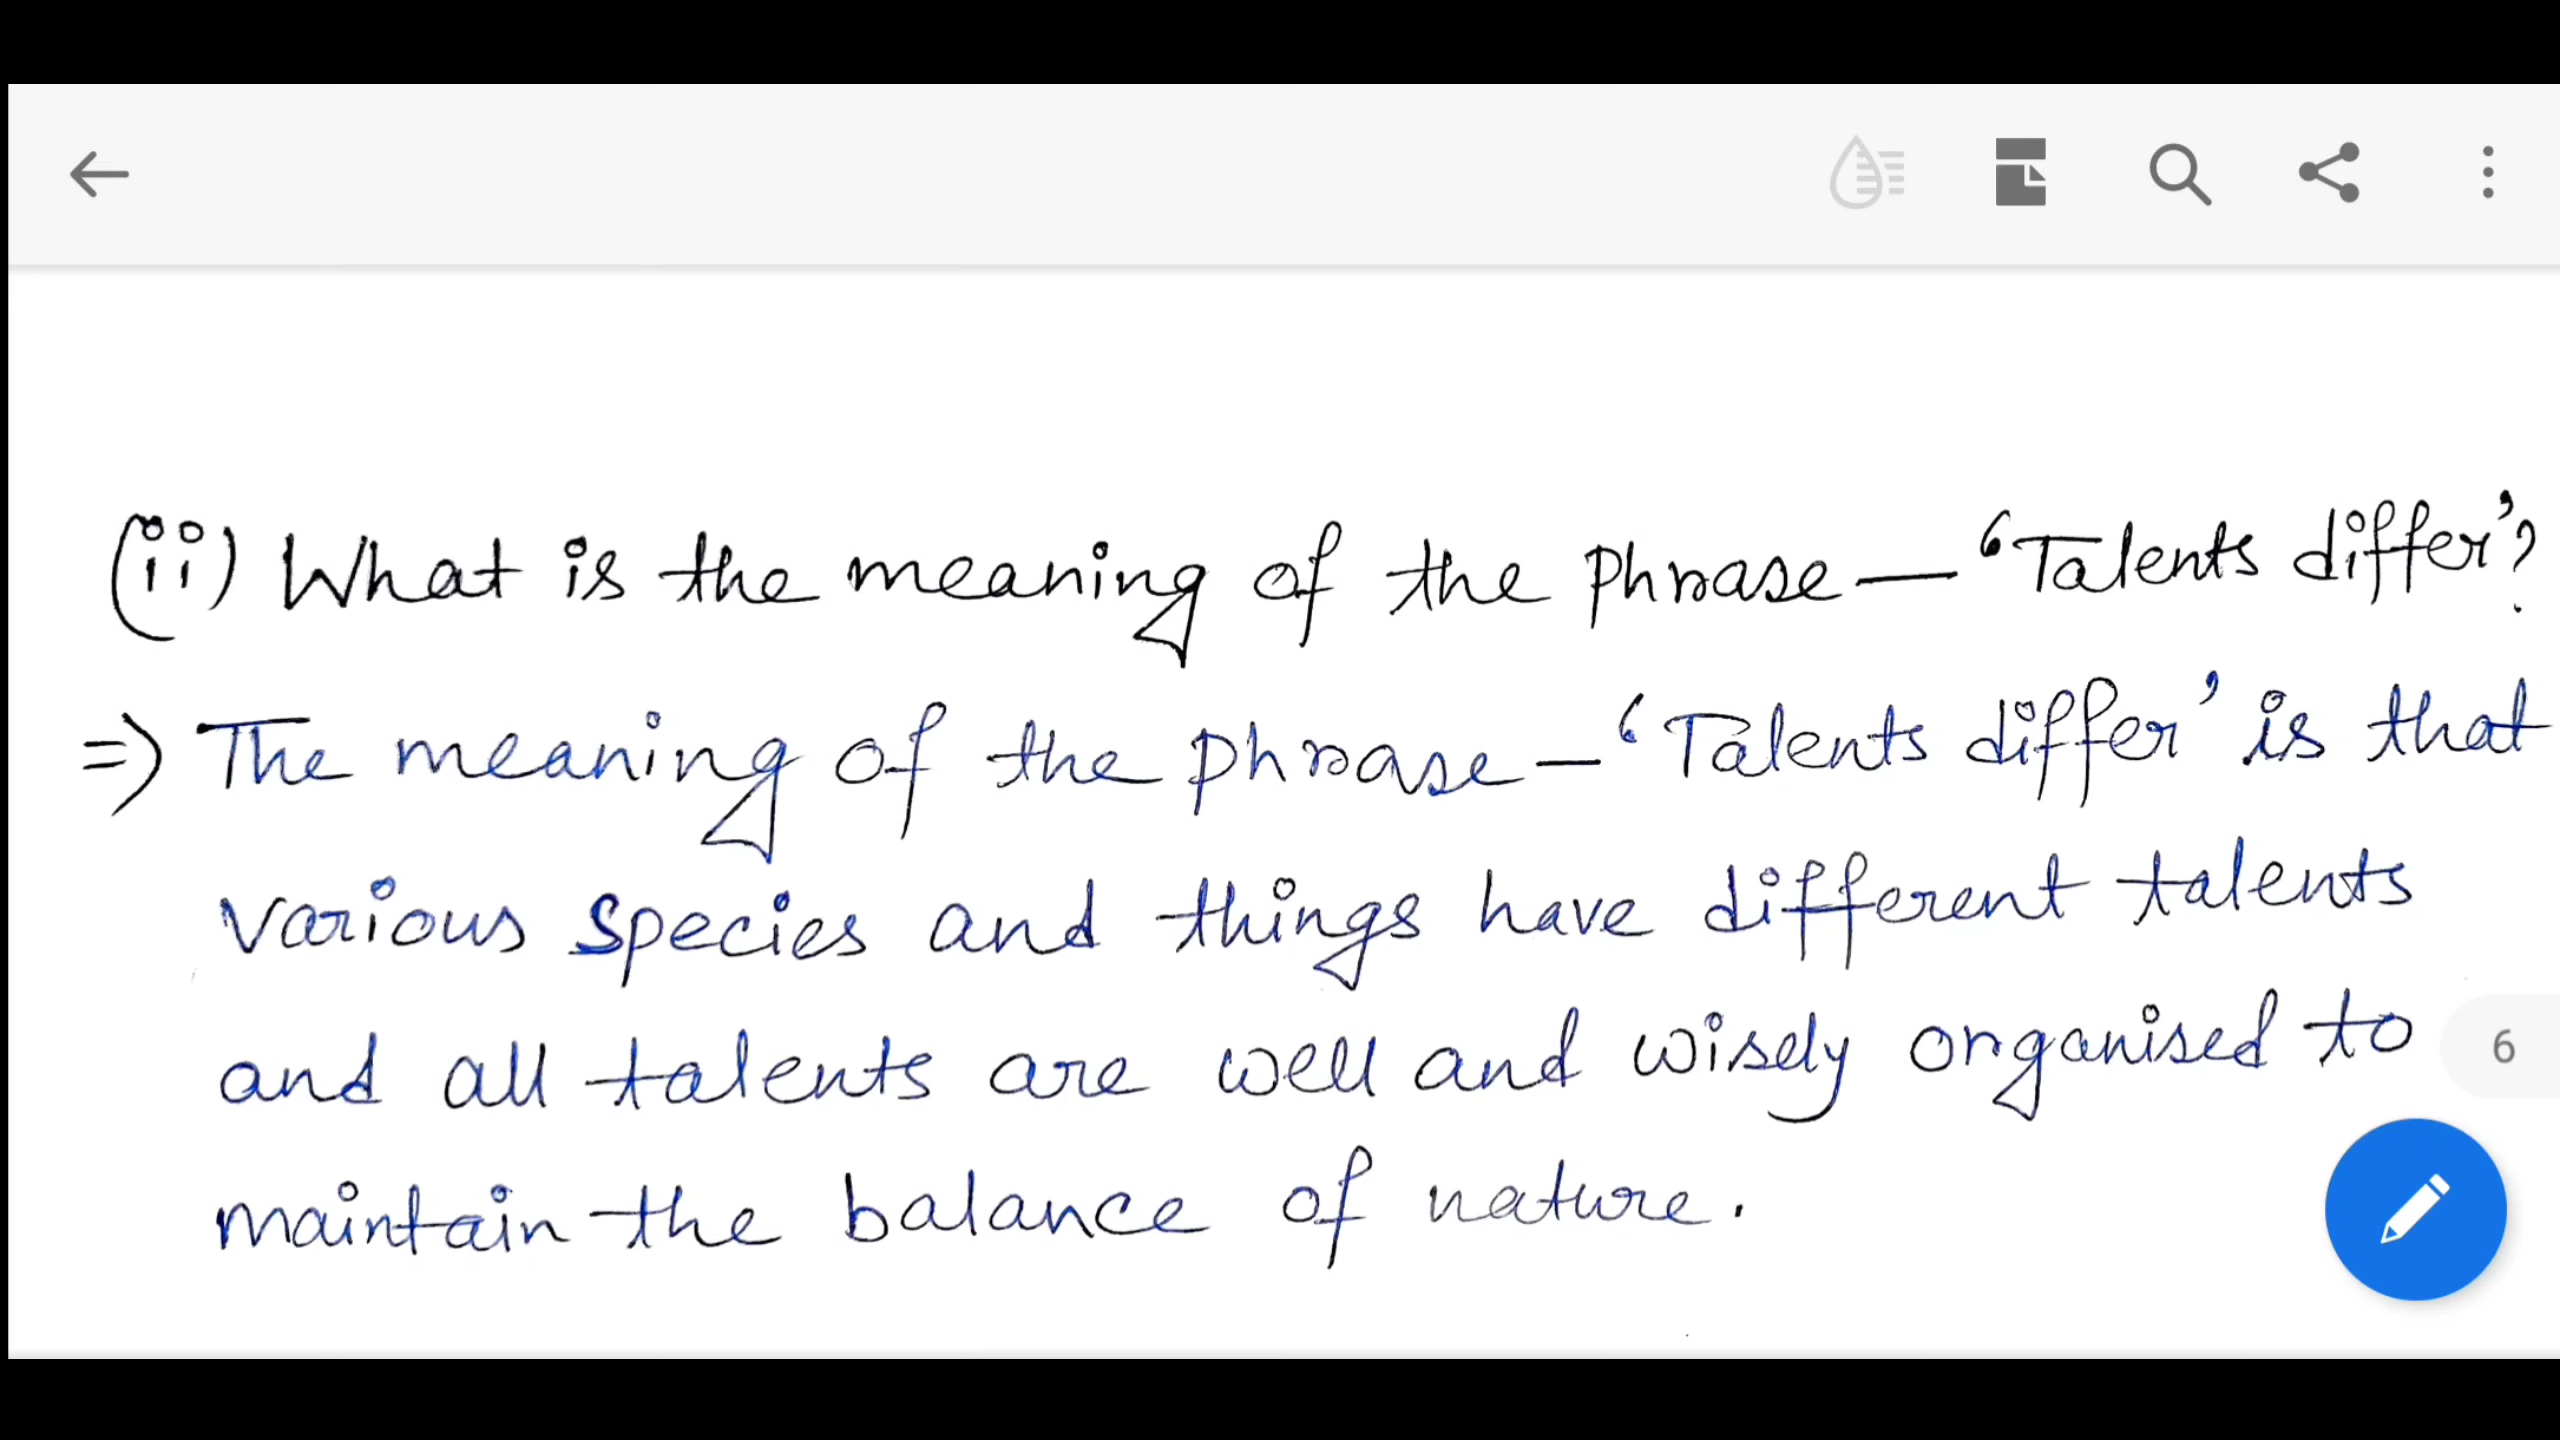 (ii) What is the meaning of the phrase — ‘Talents differ’?
=> The meaning of the phrase — ‘Talents differ’ is that
various species and things have different talents
and all talents are well and wisely organised to
6
maintain the balance of nature.